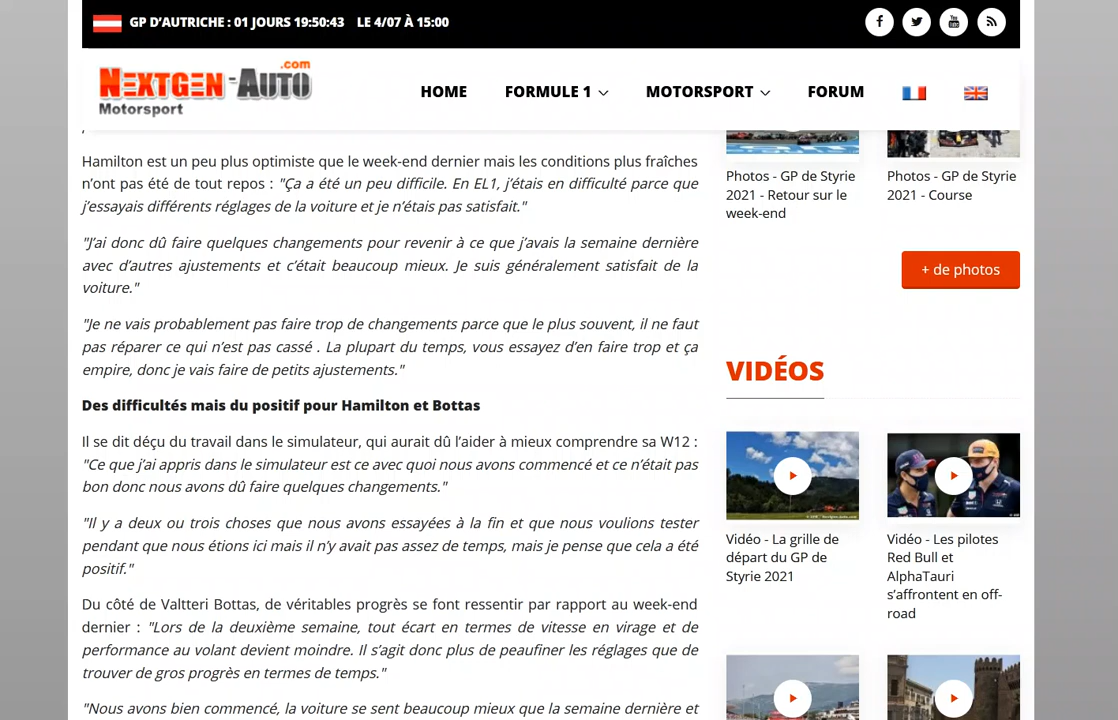 GP D’AUTRICHE : 01 JOURS 19:50:43 LE 4/07 À 15:00
NEXTGEN-AUTO.com
Motorsport
HOME FORMULE 1 MOTORSPORT FORUM
Hamilton est un peu plus optimiste que le week-end dernier mais les conditions plus fraîches
n’ont pas été de tout repos : "Ça a été un peu difficile. En EL1, j’étais en difficulté parce que
j’essayais différents réglages de la voiture et je n’étais pas satisfait."
"J’ai donc dû faire quelques changements pour revenir à ce que j’avais la semaine dernière
avec d’autres ajustements et c’était beaucoup mieux. Je suis généralement satisfait de la
voiture."
"Je ne vais probablement pas faire trop de changements parce que le plus souvent, il ne faut
pas réparer ce qui n’est pas cassé . La plupart du temps, vous essayez d’en faire trop et ça
empire, donc je vais faire de petits ajustements."
Des difficultés mais du positif pour Hamilton et Bottas
Il se dit déçu du travail dans le simulateur, qui aurait dû l’aider à mieux comprendre sa W12 :
"Ce que j’ai appris dans le simulateur est ce avec quoi nous avons commencé et ce n’était pas
bon donc nous avons dû faire quelques changements."
"Il y a deux ou trois choses que nous avons essayées à la fin et que nous voulions tester
pendant que nous étions ici mais il n’y avait pas assez de temps, mais je pense que cela a été
positif."
Du côté de Valtteri Bottas, de véritables progrès se font ressentir par rapport au week-end
dernier : "Lors de la deuxième semaine, tout écart en termes de vitesse en virage et de
performance au volant devient moindre. Il s’agit donc plus de peaufiner les réglages que de
trouver de gros progrès en termes de temps."
"Nous avons bien commencé, la voiture se sent beaucoup mieux que la semaine dernière et
Photos - GP de Styrie
2021 - Retour sur le
week-end
Photos - GP de Styrie
2021 - Course
+ de photos
VIDÉOS
Vidéo - La grille de
départ du GP de
Styrie 2021
Vidéo - Les pilotes
Red Bull et
AlphaTauri
s’affrontent en off-
road